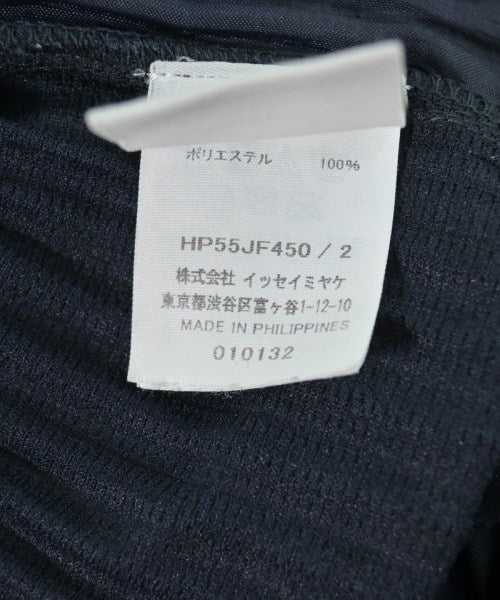 ポリエステル 100%
HP55JF450 / 2
株式会社 イッセイミヤケ
東京都渋谷区富ヶ谷1-12-10
MADE IN PHILIPPINES
010132